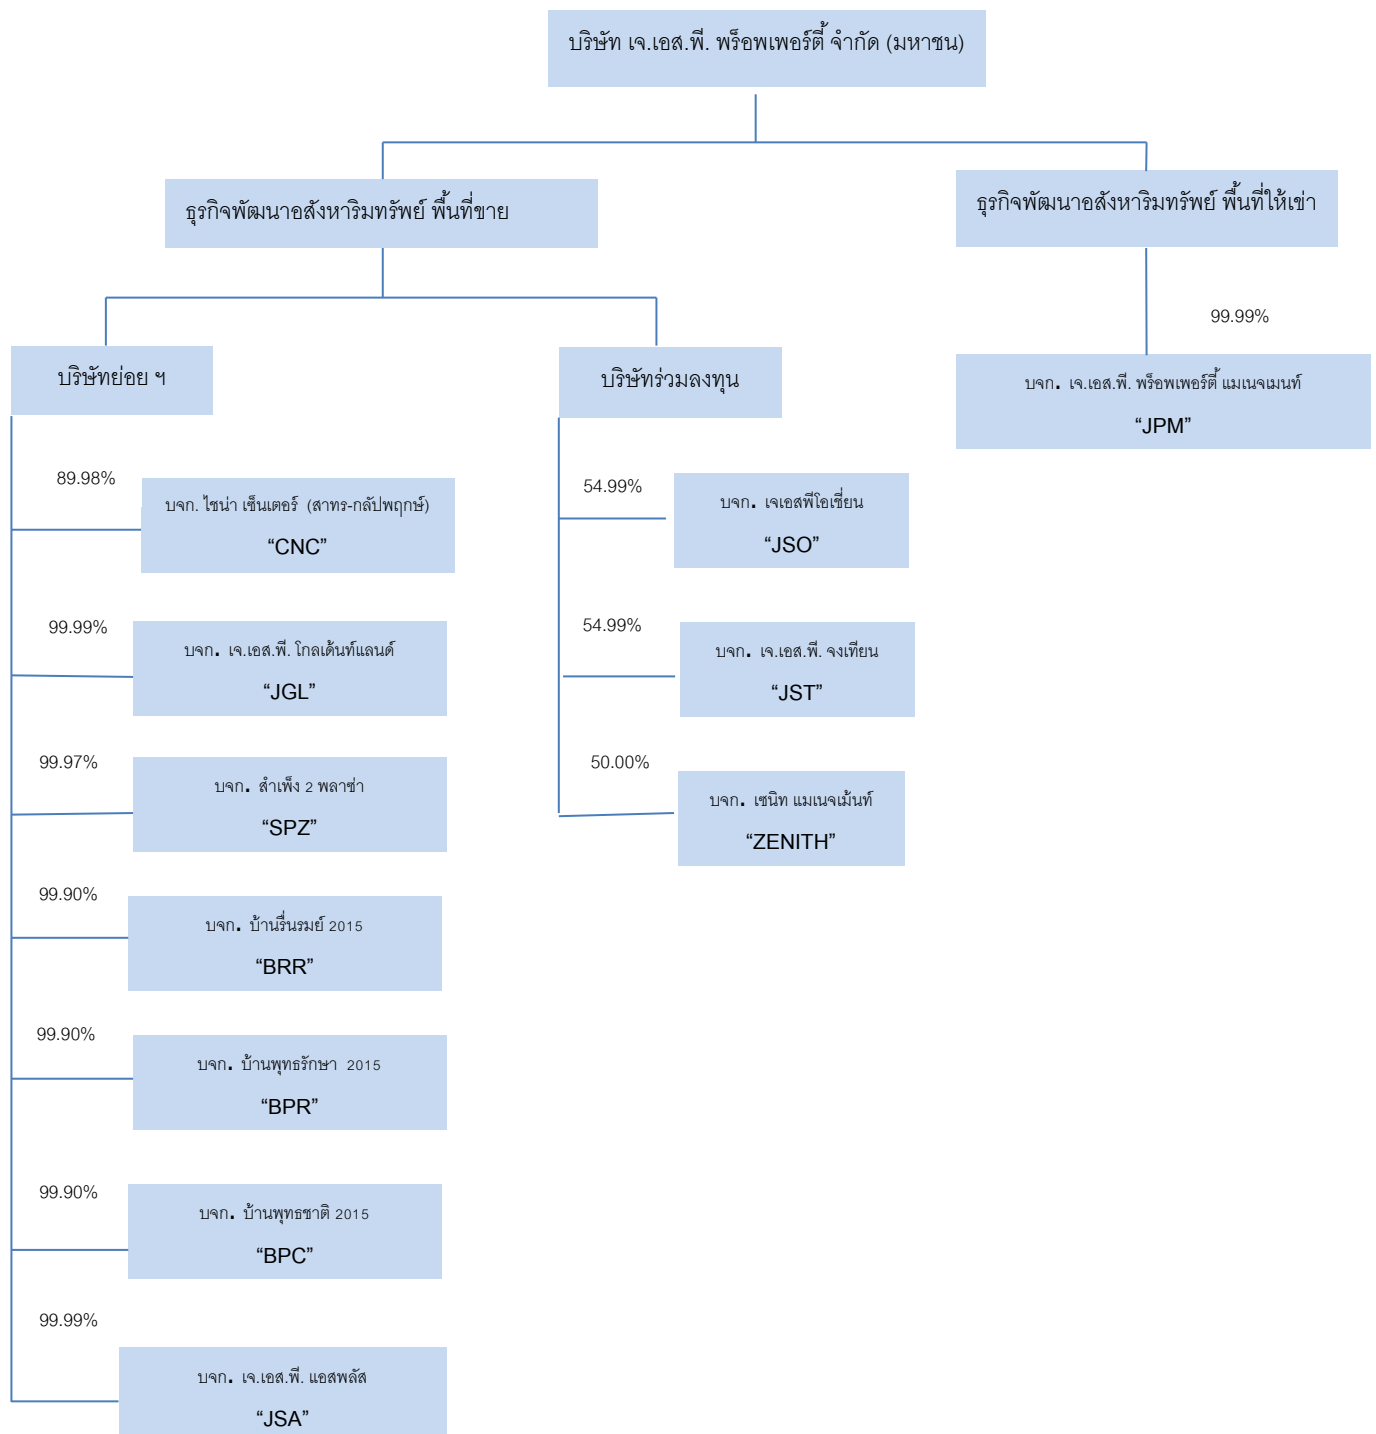 บริษัท เจ.เอส.พี. พร็อพเพอร์ตี้ จำกัด (มหาชน)
ธุรกิจพัฒนาอสังหาริมทรัพย์ พื้นที่ขาย
ธุรกิจพัฒนาอสังหาริมทรัพย์ พื้นที่ให้เช่า
99.99%
บจก. เจ.เอส.พี. พร็อพเพอร์ตี้ แมเนจเมนท์
“JPM”
บริษัทย่อย ฯ
89.98%
บจก. ไชน่า เซ็นเตอร์ (สาทร-กลัปพฤกษ์)
“CNC”
99.99%
บจก. เจ.เอส.พี. โกลเด้นท์แลนด์
“JGL”
99.97%
บจก. สำเพ็ง 2 พลาซ่า
“SPZ”
99.90%
บจก. บ้านรื่นรมย์ 2015
“BRR”
99.90%
บจก. บ้านพุทธรักษา 2015
“BPR”
99.90%
บจก. บ้านพุทธชาติ 2015
“BPC”
99.99%
บจก. เจ.เอส.พี. แอสพลัส
“JSA”
บริษัทร่วมลงทุน
54.99%
บจก. เจเอสพีโอเชี่ยน
“JSO”
54.99%
บจก. เจ.เอส.พี. จงเทียน
“JST”
50.00%
บจก. เซนิท แมเนจเม้นท์
“ZENITH”